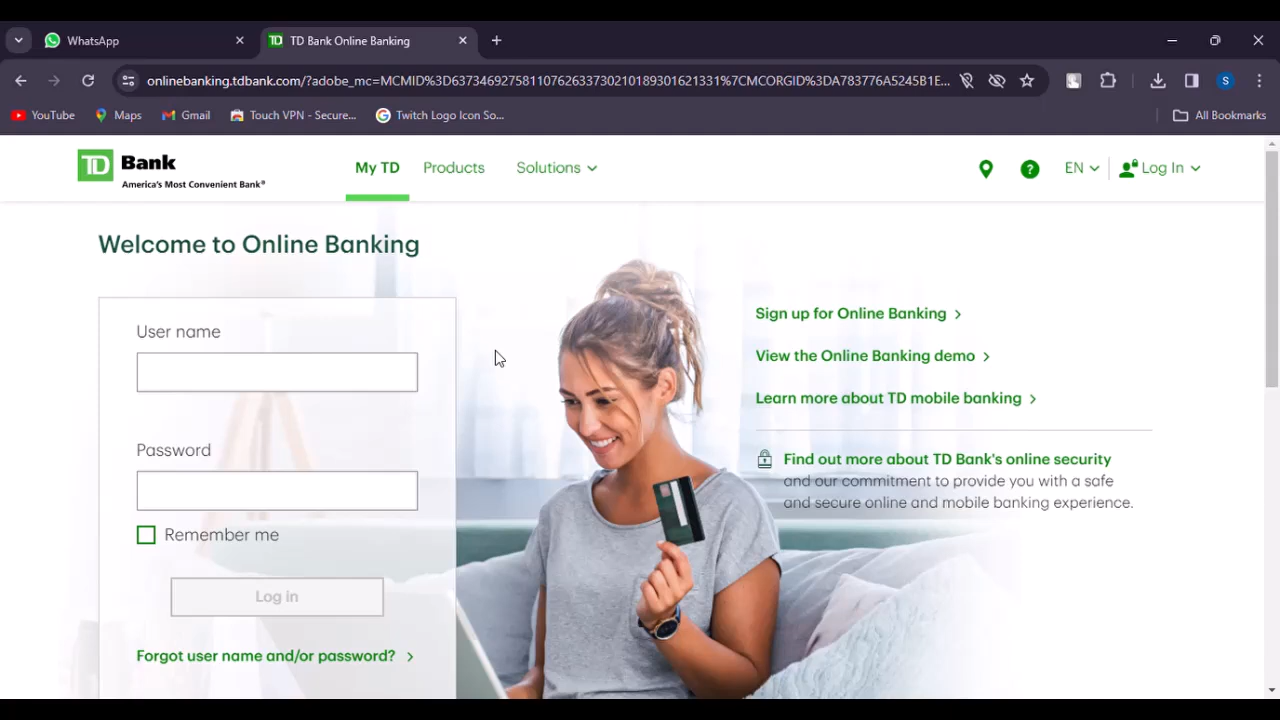 WhatsApp
TD Bank Online Banking
onlinebanking.tdbank.com/?adobe_mc=MCMID%3D63734692758110762633730210189301621331%7CMCORGID%3DA783776A5245B1E...
S
YouTube
Maps
Gmail
Touch VPN - Secure...
Twitch Logo Icon So...
All Bookmarks
TD Bank
America's Most Convenient Bank®
My TD
Products
Solutions
?
EN
Log In
Welcome to Online Banking
User name
Password
Remember me
Log in
Forgot user name and/or password?
Sign up for Online Banking
View the Online Banking demo
Learn more about TD mobile banking
Find out more about TD Bank's online security
and our commitment to provide you with a safe
and secure online and mobile banking experience.